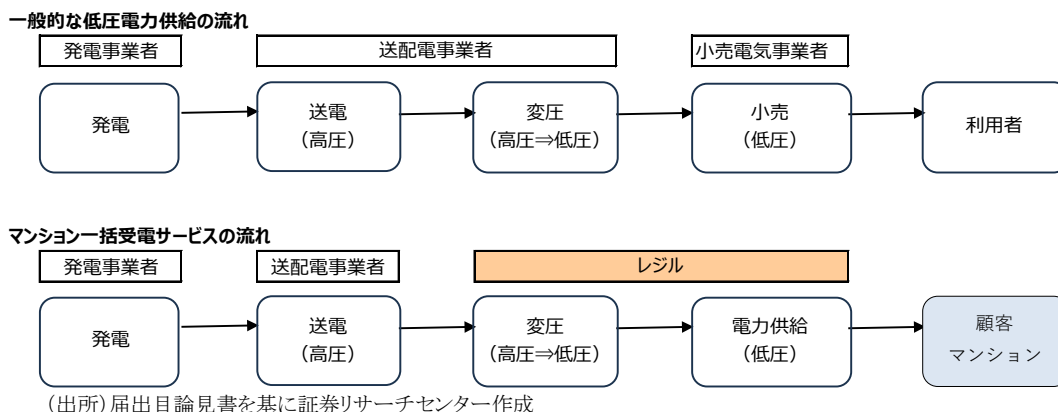 一般的な低圧電力供給の流れ
発電事業者 送配電事業者 小売電気事業者
発電 送電 変圧 小売 利用者
(高圧) (高圧⇒低圧) (低圧)
マンション一括受電サービスの流れ
発電事業者 送配電事業者 レジル
発電 送電 変圧 電力供給 顧客
(高圧) (高圧⇒低圧) (低圧) マンション
(出所)届出目論見書を基に証券リサーチセンター作成